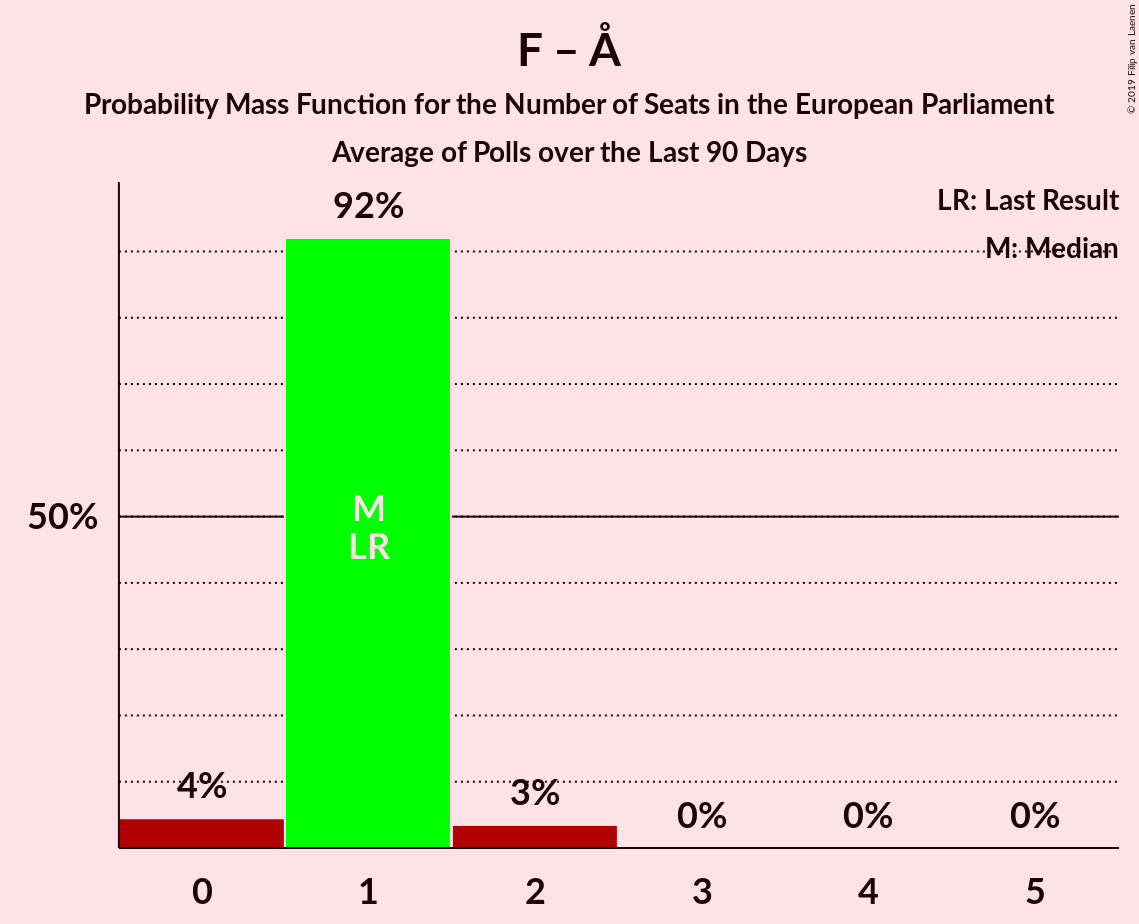 F – Å
Probability Mass Function for the Number of Seats in the European Parliament
Average of Polls over the Last 90 Days
© 2019 Filip van Laenen
LR: Last Result
M: Median
92%
50%
M
LR
4%
3%
0%
0%
0%
0
1
2
3
4
5